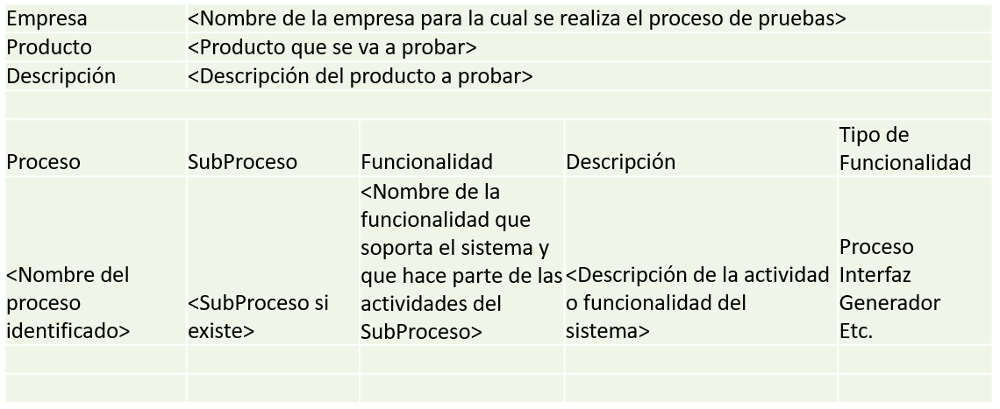 Empresa <Nombre de la empresa para la cual se realiza el proceso de pruebas>
Producto <Producto que se va a probar>
Descripción <Descripción del producto a probar>
Proceso SubProceso Funcionalidad Descripción Tipo de
Funcionalidad
<Nombre del
proceso
identificado>
<SubProceso si
existe>
<Nombre de la
funcionalidad que
soporta el sistema y
que hace parte de las
actividades del
SubProceso>
<Descripción de la actividad
o funcionalidad del
sistema>
Proceso
Interfaz
Generador
Etc.